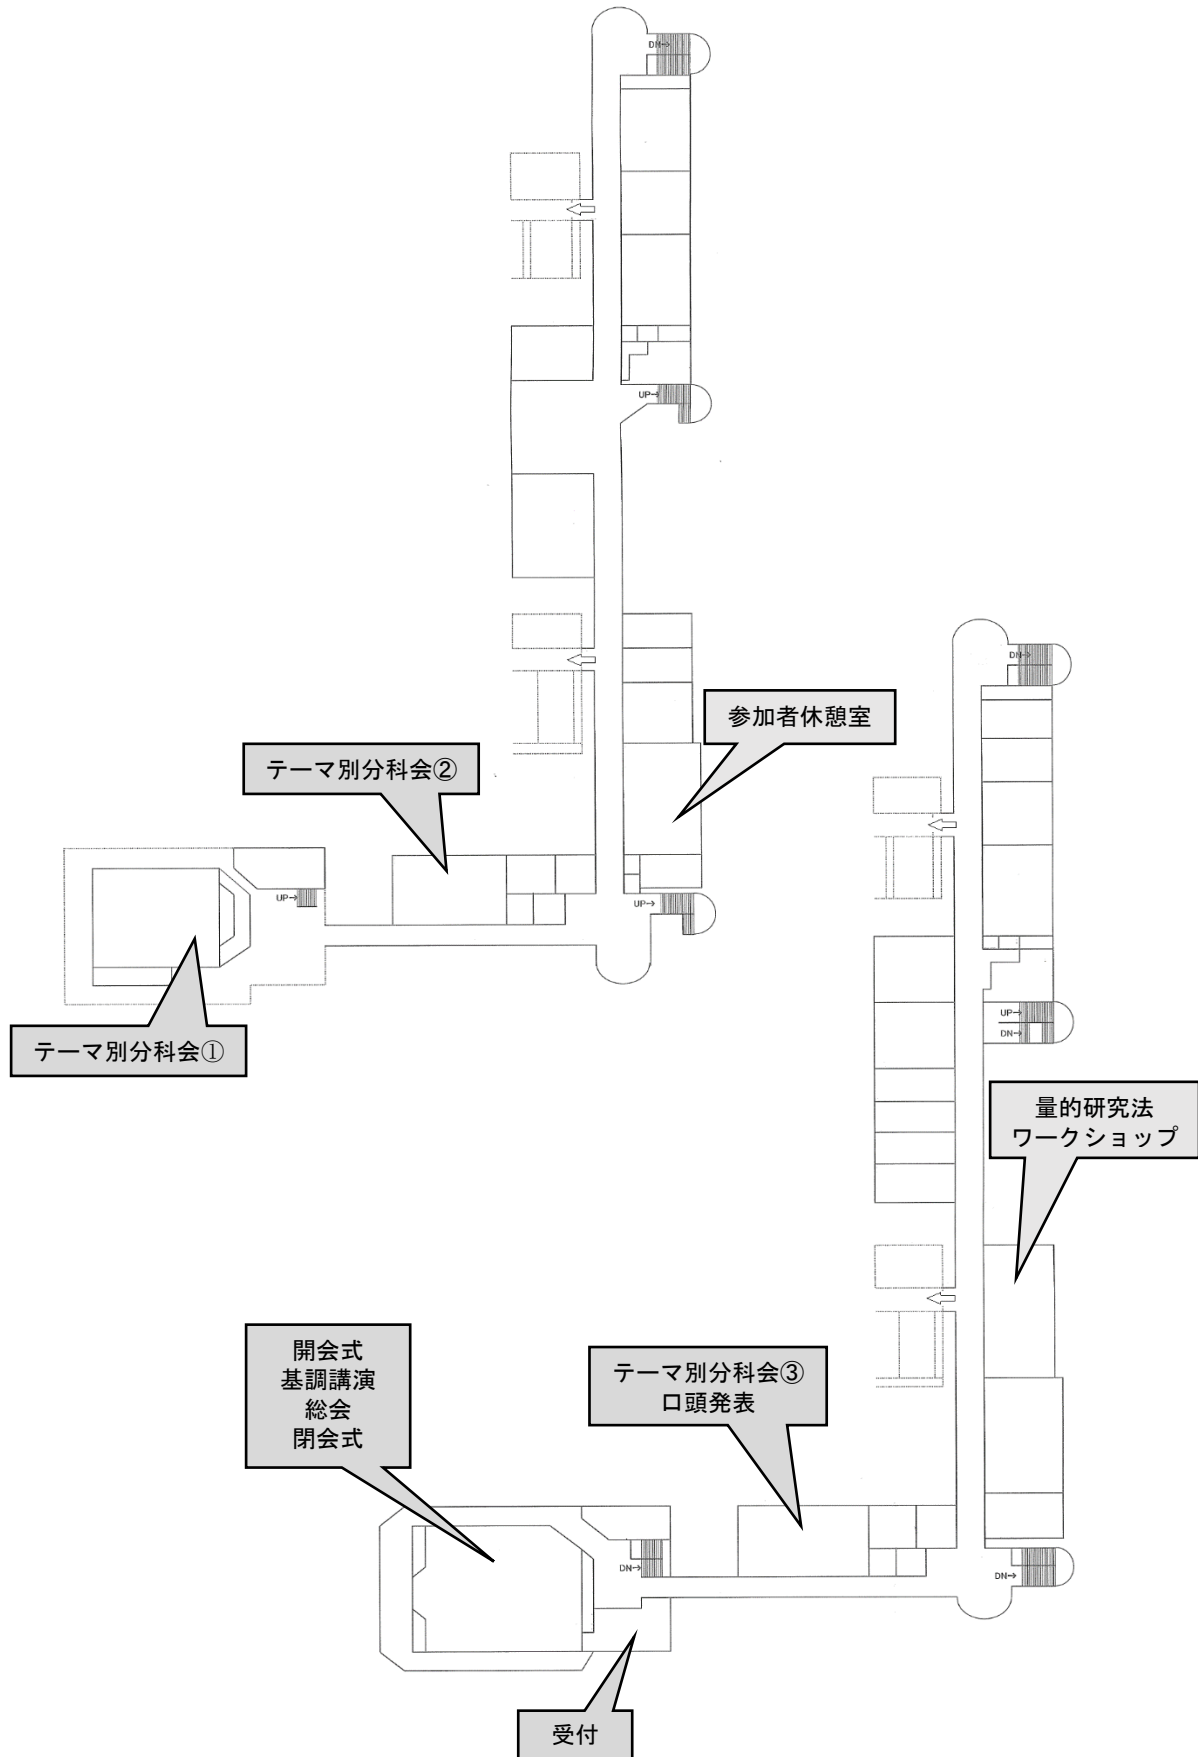 DN→
UP→
DN→
参加者休憩室
テーマ別分科会②
UP→
UP→
テーマ別分科会①
UP→
DN→
量的研究法
ワークショップ
開会式
基調講演
総会
閉会式
テーマ別分科会③
口頭発表
DN→
DN→
受付